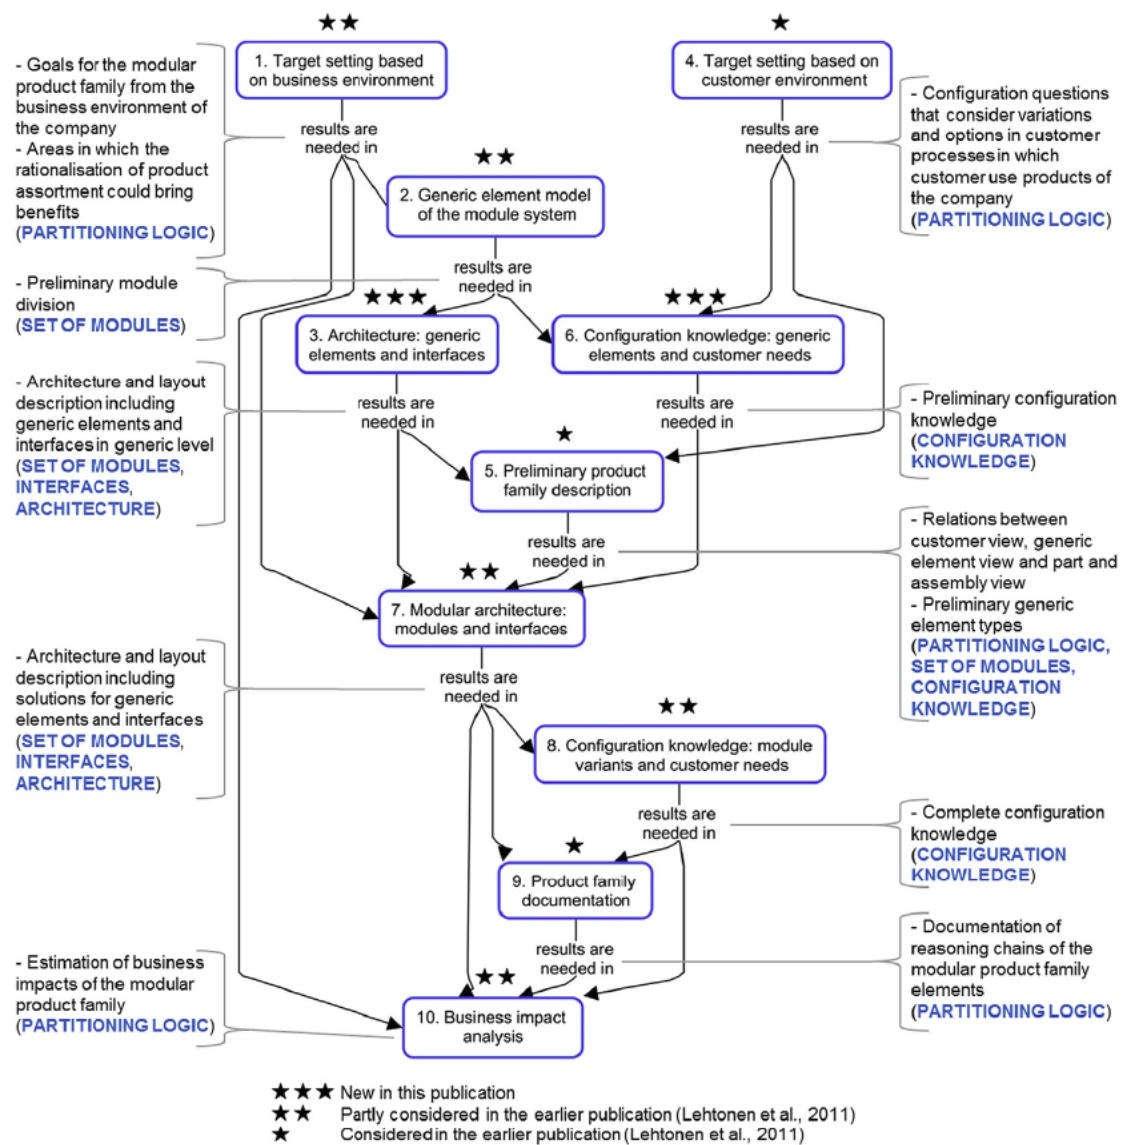 ★★
1. Target setting based
on business environment
★
4. Target setting based on
customer environment
- Goals for the modular
product family from the
business environment of
the company
- Areas in which the
rationalisation of product
assortment could bring
benefits
(PARTITIONING LOGIC)
results are
needed in
results are
needed in
- Configuration questions
that consider variations
and options in customer
processes in which
customer use products of
the company
(PARTITIONING LOGIC)
★★
2. Generic element model
of the module system
results are
needed in
- Preliminary module
division
(SET OF MODULES)
★★★
3. Architecture: generic
elements and interfaces
★★★
6. Configuration knowledge: generic
elements and customer needs
- Architecture and layout
description including
generic elements and
interfaces in generic level
(SET OF MODULES,
INTERFACES,
ARCHITECTURE)
results are
needed in
results are
needed in
- Preliminary configuration
knowledge
(CONFIGURATION
KNOWLEDGE)
★
5. Preliminary product
family description
results are
needed in
- Relations between
customer view, generic
element view and part and
assembly view
- Preliminary generic
element types
(PARTITIONING LOGIC,
SET OF MODULES,
CONFIGURATION
KNOWLEDGE)
★★
7. Modular architecture:
modules and interfaces
- Architecture and layout
description including
solutions for generic
elements and interfaces
(SET OF MODULES,
INTERFACES,
ARCHITECTURE)
results are
needed in
★★
8. Configuration knowledge: module
variants and customer needs
results are
needed in
- Complete configuration
knowledge
(CONFIGURATION
KNOWLEDGE)
★
9. Product family
documentation
results are
needed in
- Documentation of
reasoning chains of the
modular product family
elements
(PARTITIONING LOGIC)
- Estimation of business
impacts of the modular
product family
(PARTITIONING LOGIC)
★★
10. Business impact
analysis
★★★ New in this publication
★★ Partly considered in the earlier publication (Lehtonen et al., 2011)
★ Considered in the earlier publication (Lehtonen et al., 2011)